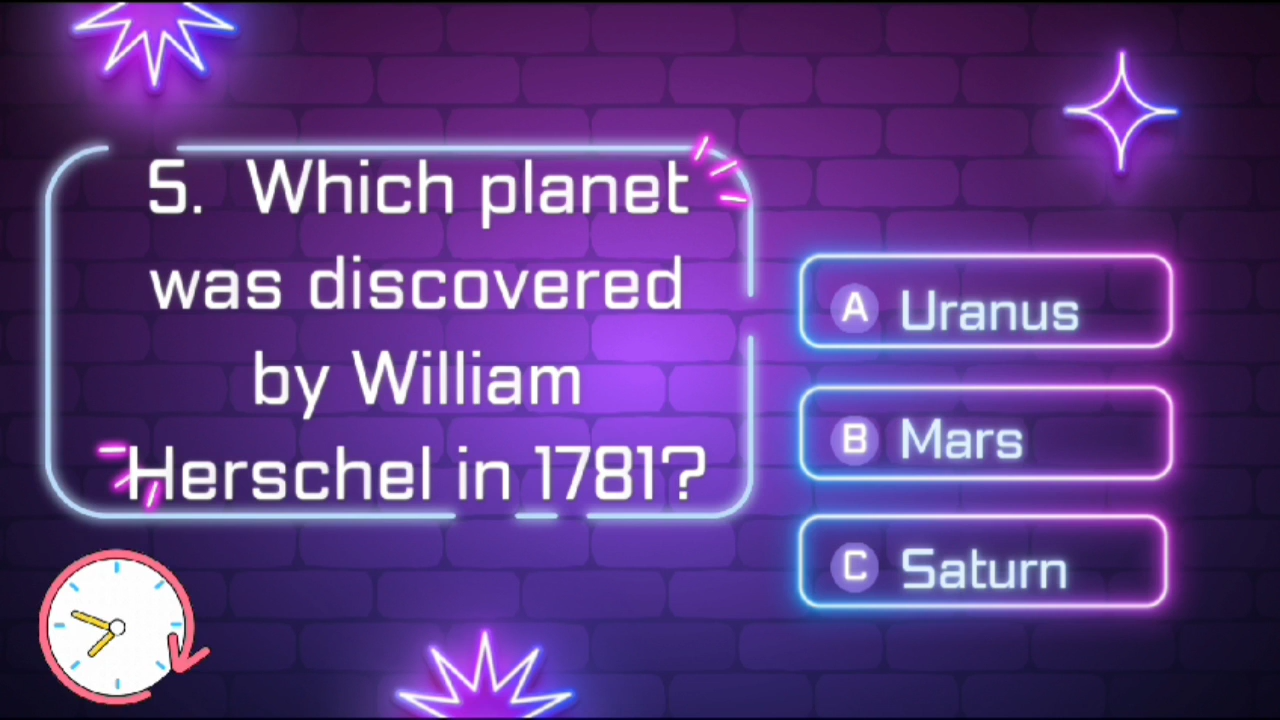 5. Which planet
was discovered
by William
Herschel in 1781?
A Uranus
B Mars
C Saturn